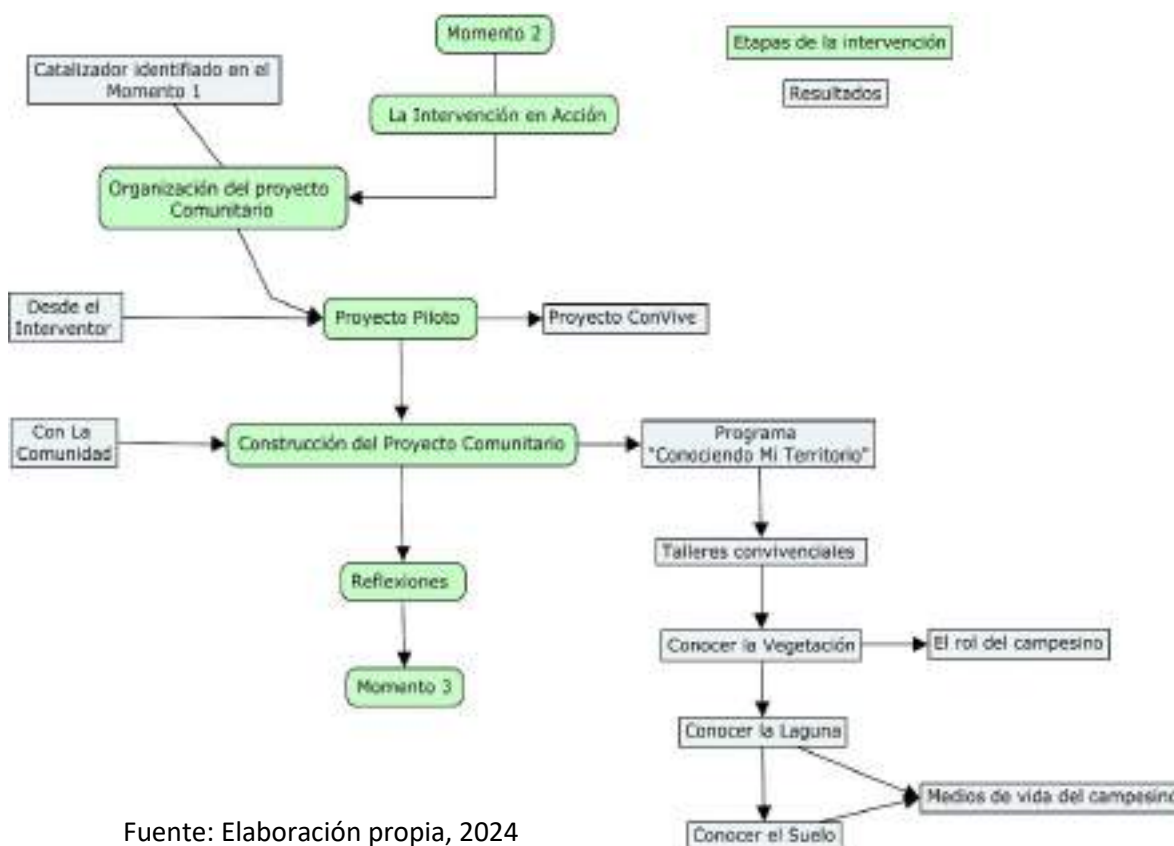 Momento 2
Etapas de la intervención
Catalizador identificado en el
Momento 1
Resultados
La Intervención en Acción
Organización del proyecto
Comunitario
Desde el
Interventor
Proyecto Piloto
Proyecto ConVive
Con La
Comunidad
Construcción del Proyecto Comunitario
Programa
"Conociendo Mi Territorio"
Talleres convivenciales
Reflexiones
Conocer la Vegetación
El rol del campesino
Momento 3
Conocer la Laguna
Medios de vida del campesino
Conocer el Suelo
Fuente: Elaboración propia, 2024